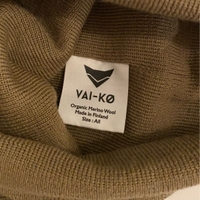 VAI-KØ
Organic Merino Wool
Made in Finland
Size : All